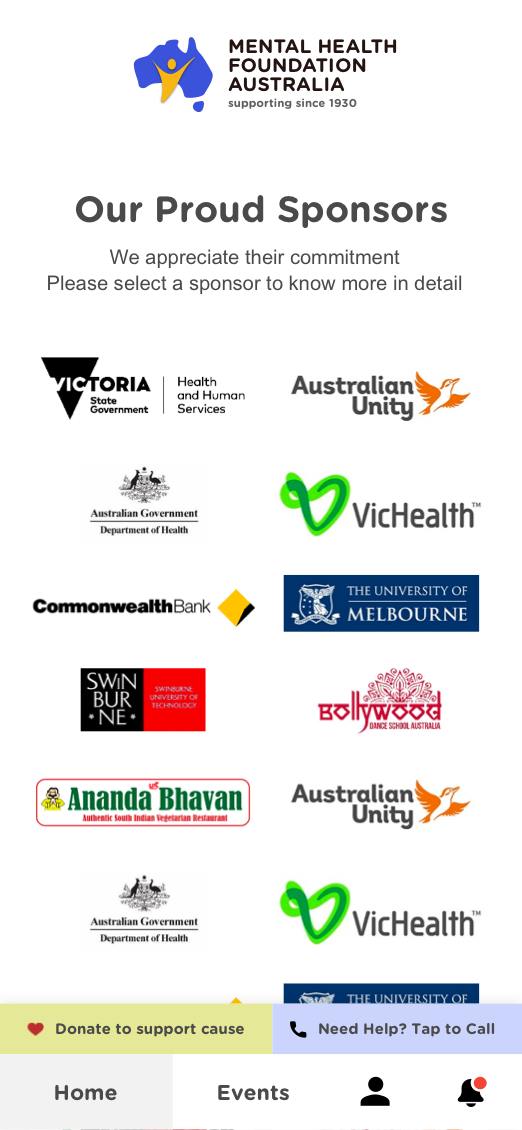 MENTAL HEALTH
FOUNDATION
AUSTRALIA
supporting since 1930
Our Proud Sponsors
We appreciate their commitment
Please select a sponsor to know more in detail
VICTORIA
State
Government
Health
and Human
Services
Australian
Unity
Australian Government
Department of Health
VicHealth™
CommonwealthBank
THE UNIVERSITY OF
MELBOURNE
SWIN
BUR
*NE*
SWINBURNE
UNIVERSITY OF
TECHNOLOGY
Bollywood
DANCE SCHOOL AUSTRALIA
Ananda Bhavan
Authentic South Indian Vegetarian Restaurant
Australian
Unity
Australian Government
Department of Health
VicHealth™
THE UNIVERSITY OF
Donate to support cause
Need Help? Tap to Call
Home
Events